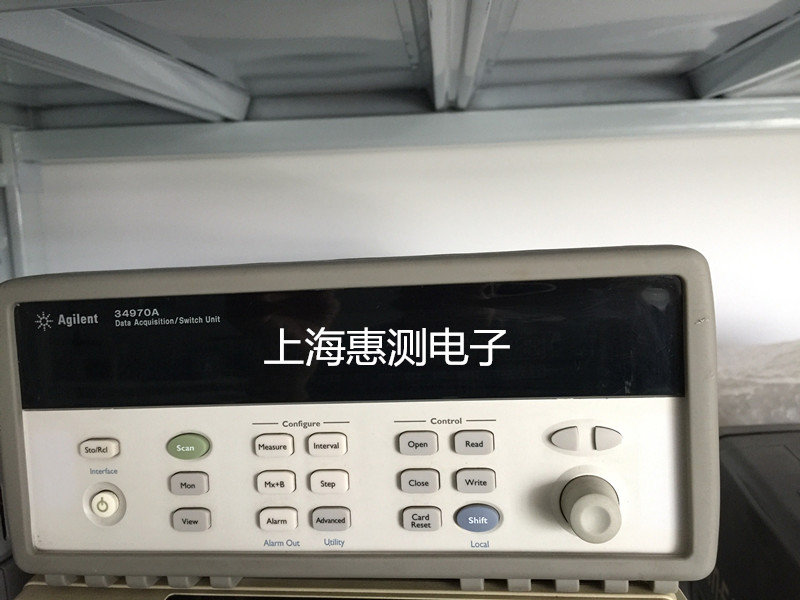 Agilent
34970A
Data Acquisition/Switch Unit
上海惠测电子
Configure
Control
Sto/Rcl
Scan
Measure
Interval
Open
Read
Interface
Mon
Mx+B
Step
Close
Write
View
Alarm
Advanced
Card
Reset
Shift
Alarm Out
Utility
Local